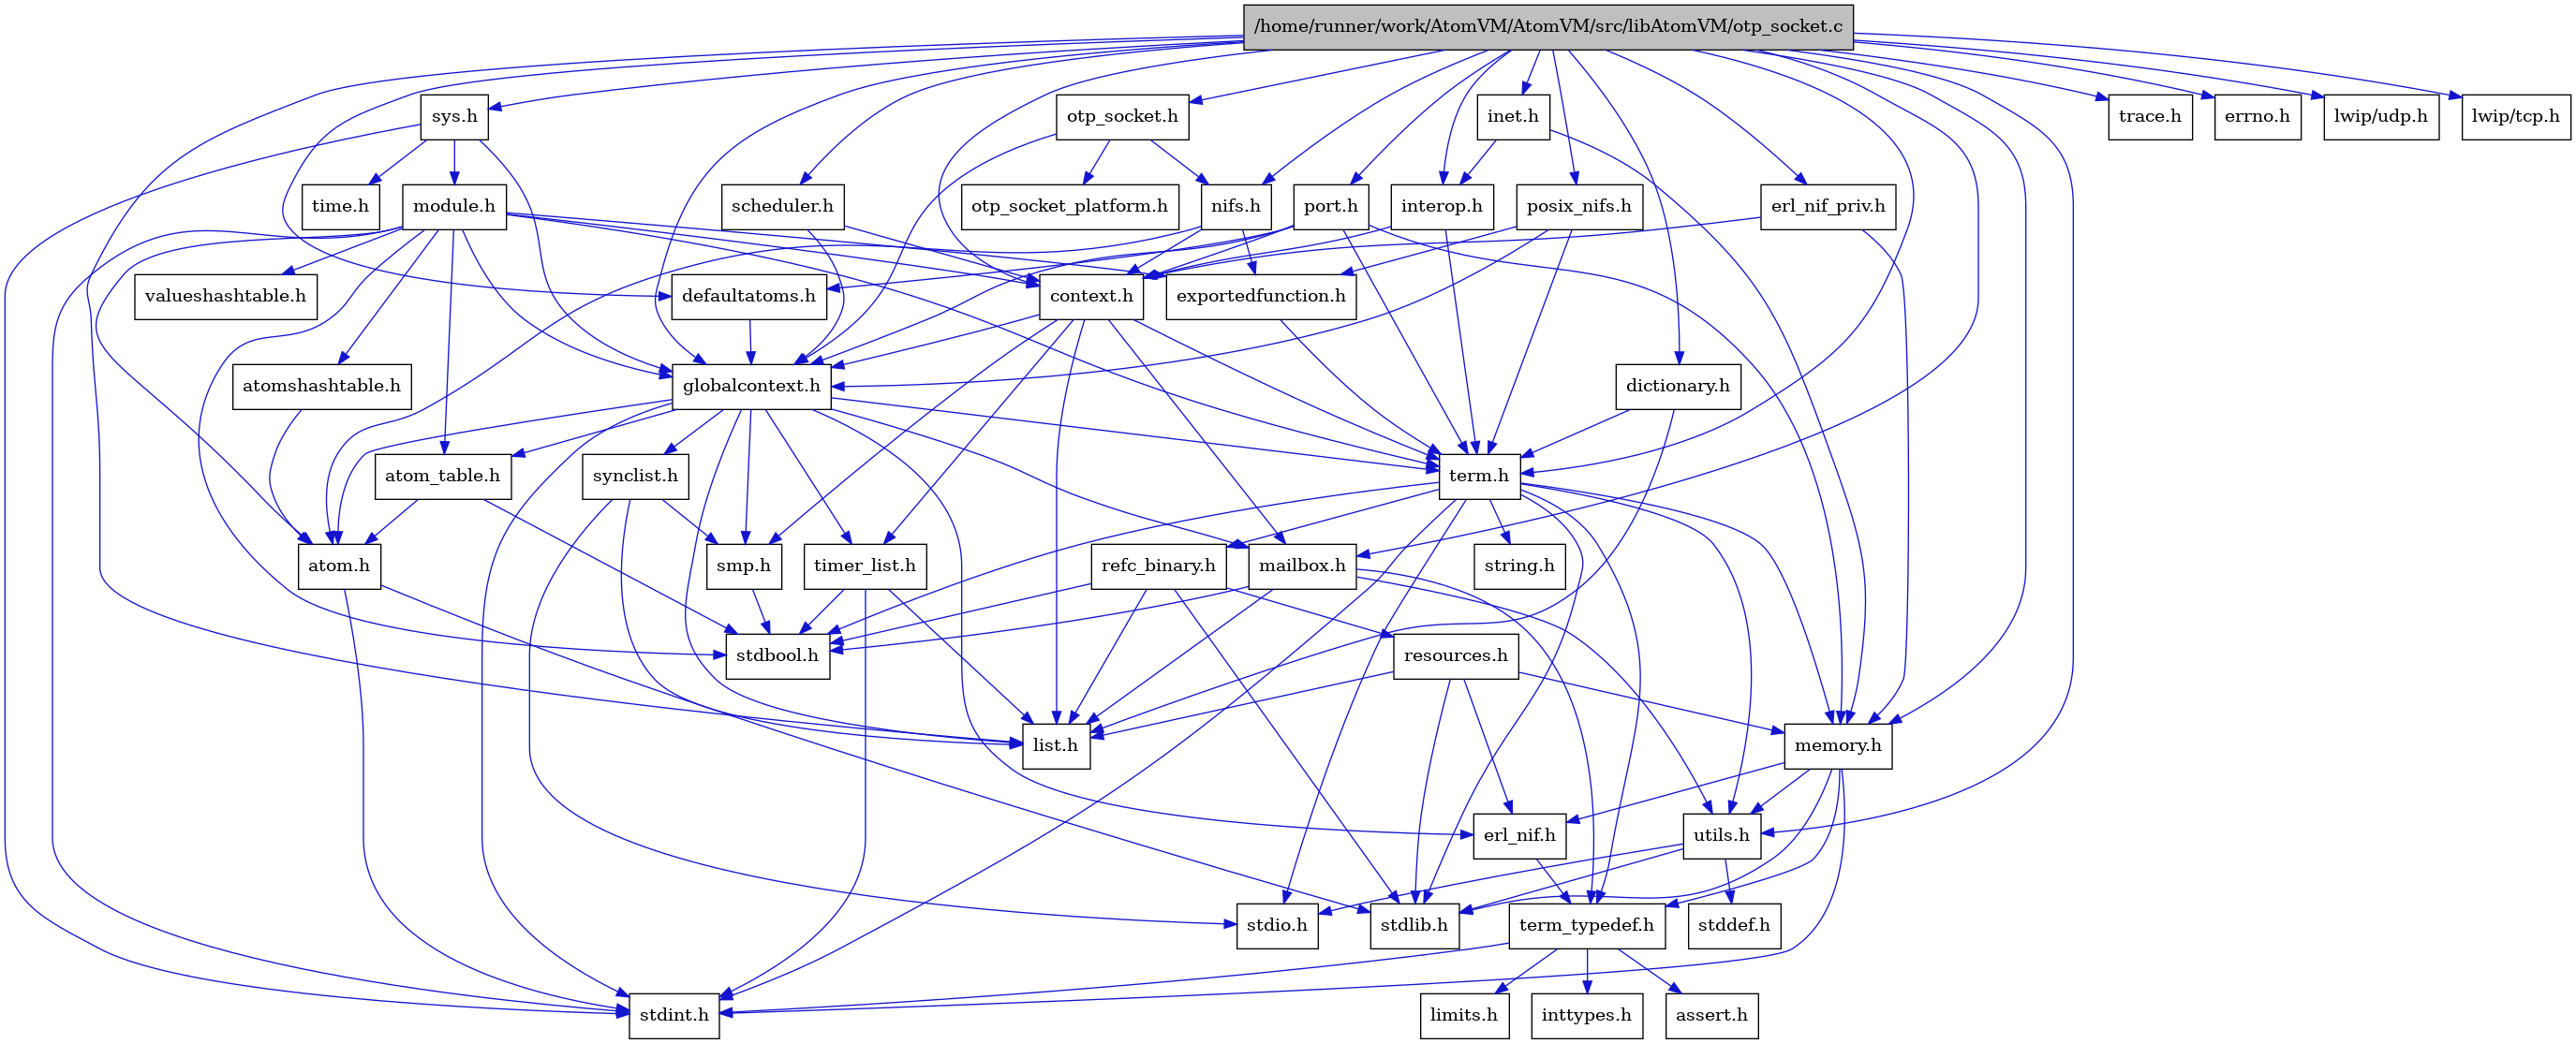 /home/runner/work/AtomVM/AtomVM/src/libAtomVM/otp_socket.c
sys.h
otp_socket.h
inet.h
trace.h
errno.h
lwip/udp.h
lwip/tcp.h
time.h
module.h
scheduler.h
otp_socket_platform.h
nifs.h
port.h
interop.h
posix_nifs.h
erl_nif_priv.h
valueshashtable.h
defaultatoms.h
context.h
exportedfunction.h
atomshashtable.h
globalcontext.h
dictionary.h
atom_table.h
synclist.h
term.h
atom.h
smp.h
timer_list.h
refc_binary.h
mailbox.h
string.h
stdbool.h
resources.h
list.h
memory.h
erl_nif.h
utils.h
stdio.h
stdlib.h
term_typedef.h
stddef.h
stdint.h
limits.h
inttypes.h
assert.h